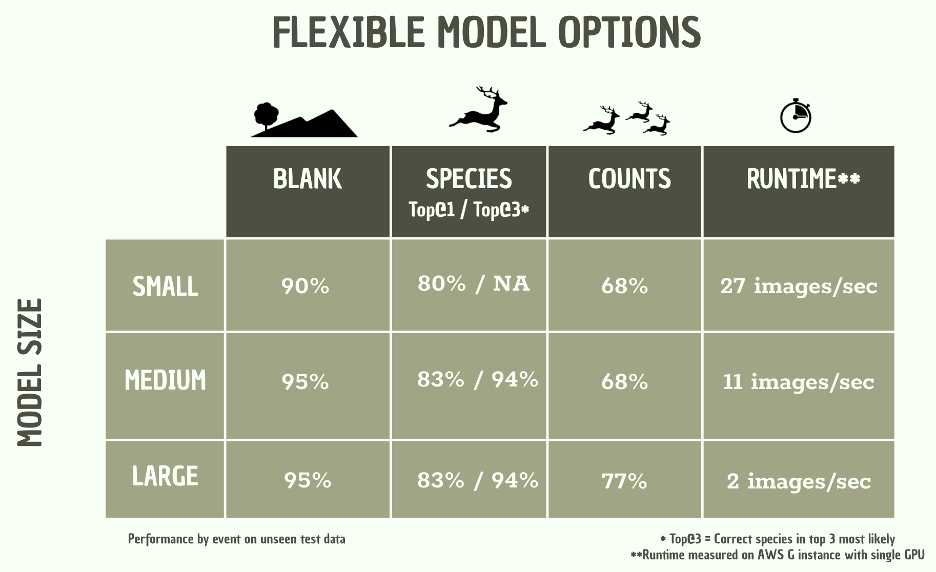 FLEXIBLE MODEL OPTIONS
BLANK
SPECIES
Top@1 / Top@3*
COUNTS
RUNTIME**
MODEL SIZE
SMALL
90%
80% / NA
68%
27 images/sec
MEDIUM
95%
83% / 94%
68%
11 images/sec
LARGE
95%
83% / 94%
77%
2 images/sec
Performance by event on unseen test data
* Top@3 = Correct species in top 3 most likely
**Runtime measured on AWS G instance with single GPU